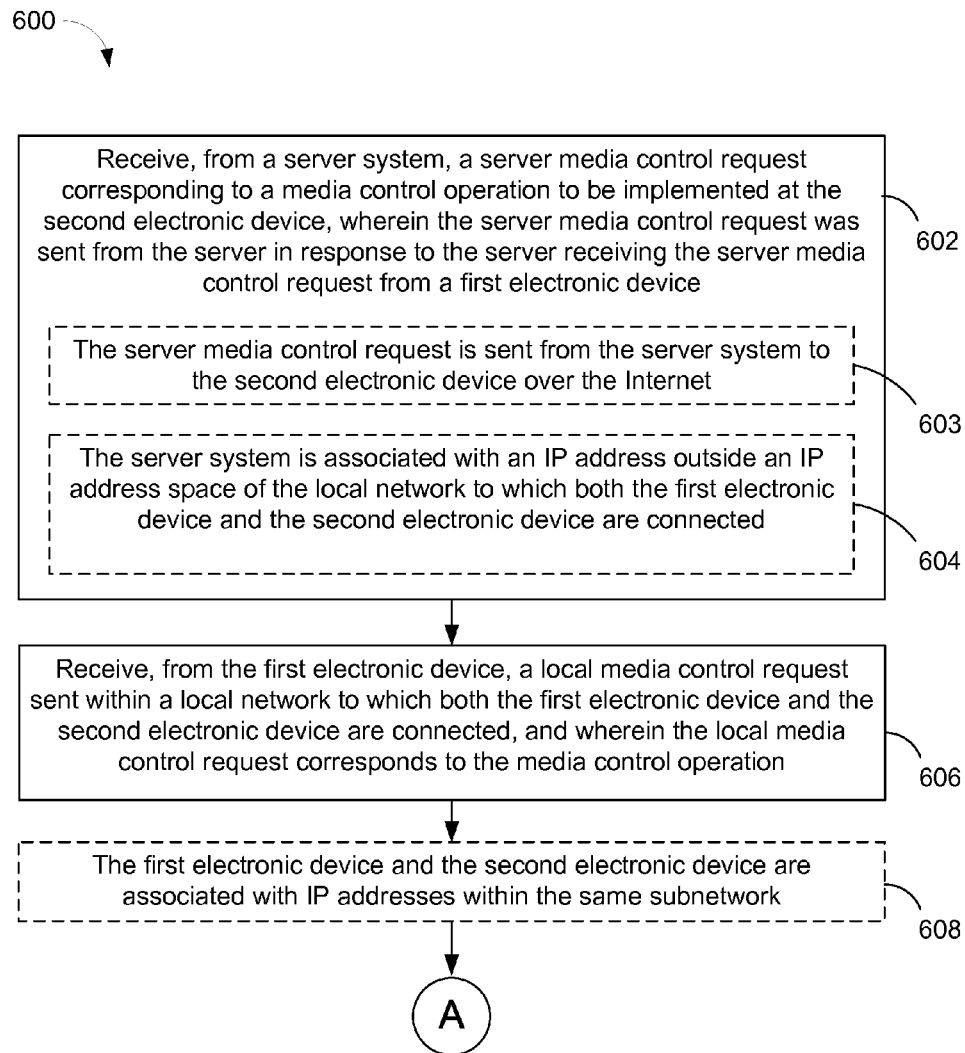 600
Receive, from a server system, a server media control request
corresponding to a media control operation to be implemented at the
second electronic device, wherein the server media control request was
sent from the server in response to the server receiving the server media
control request from a first electronic device
602
The server media control request is sent from the server system to
the second electronic device over the Internet
603
The server system is associated with an IP address outside an IP
address space of the local network to which both the first electronic
device and the second electronic device are connected
604
Receive, from the first electronic device, a local media control request
sent within a local network to which both the first electronic device and the
second electronic device are connected, and wherein the local media
control request corresponds to the media control operation
606
The first electronic device and the second electronic device are
associated with IP addresses within the same subnetwork
608
A